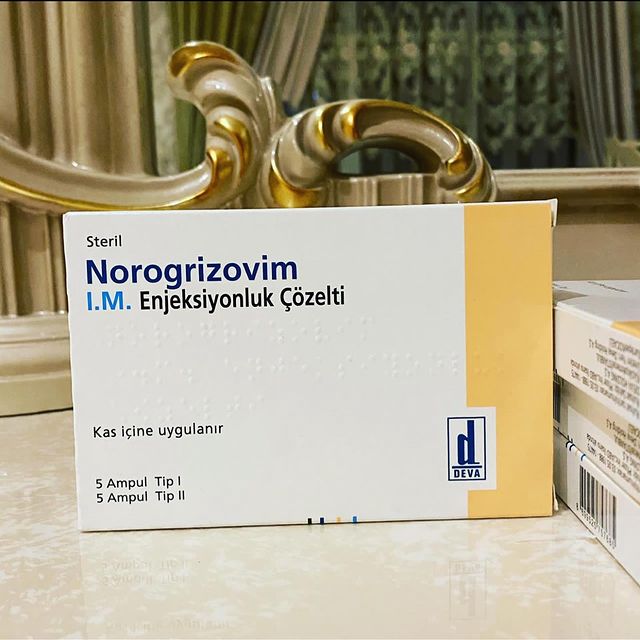 Steril
Norogrizovim
I.M. Enjeksiyonluk Çözelti
Kas içine uygulanır
5 Ampul Tip I
5 Ampul Tip II
d
DEVA